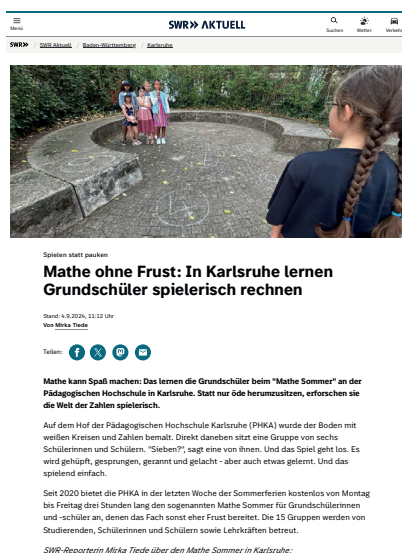 SWR» AKTUELL
Menü
Suchen
Wetter
Verkehr
SWR» / SWR Aktuell / Baden-Württemberg / Karlsruhe
Spielen statt pauken
Mathe ohne Frust: In Karlsruhe lernen
Grundschüler spielerisch rechnen
Stand: 4.9.2024, 11:12 Uhr
Von Mirka Tiede
Teilen:
Mathe kann Spaß machen: Das lernen die Grundschüler beim "Mathe Sommer" an der
Pädagogischen Hochschule in Karlsruhe. Statt nur öde herumzusitzen, erforschen sie
die Welt der Zahlen spielerisch.
Auf dem Hof der Pädagogischen Hochschule Karlsruhe (PHKA) wurde der Boden mit
weißen Kreisen und Zahlen bemalt. Direkt daneben sitzt eine Gruppe von sechs
Schülerinnen und Schülern. "Sieben?", sagt eine von ihnen. Und das Spiel geht los. Es
wird gehüpft, gesprungen, gerannt und gelacht - aber auch etwas gelernt. Und das
spielend einfach.
Seit 2020 bietet die PHKA in der letzten Woche der Sommerferien kostenlos von Montag
bis Freitag drei Stunden lang den sogenannten Mathe Sommer für Grundschülerinnen
und -schüler an, denen das Fach sonst eher Frust bereitet. Die 15 Gruppen werden von
Studierenden, Schülerinnen und Schülern sowie Lehrkräften betreut.
SWR-Reporterin Mirka Tiede über den Mathe Sommer in Karlsruhe: